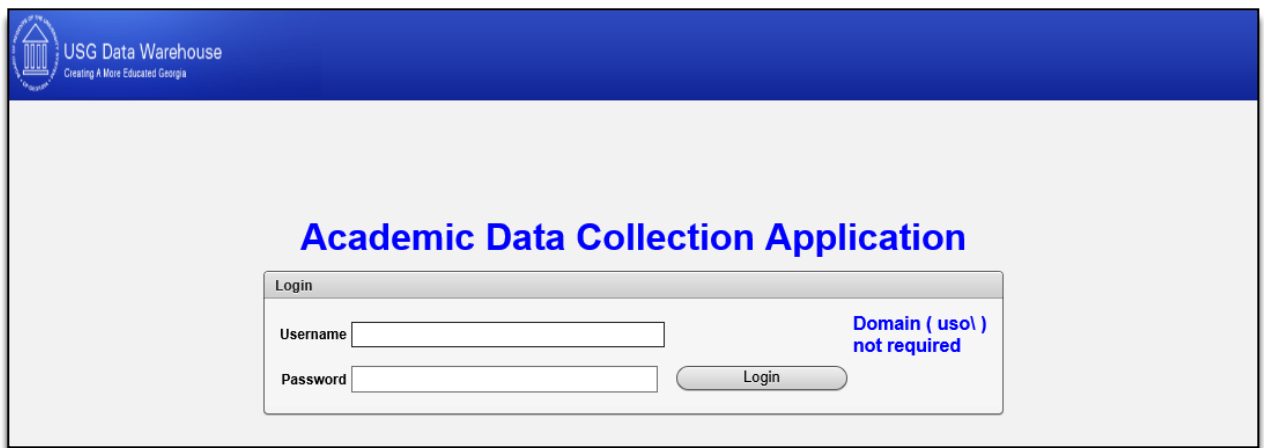 USG Data Warehouse
Creating A More Educated Georgia
Academic Data Collection Application
Login
Username
Domain ( uso\ )
not required
Password
Login